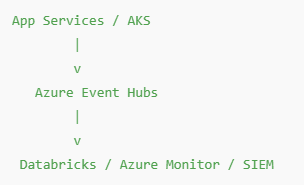 App Services / AKS
|
v
Azure Event Hubs
|
v
Databricks / Azure Monitor / SIEM